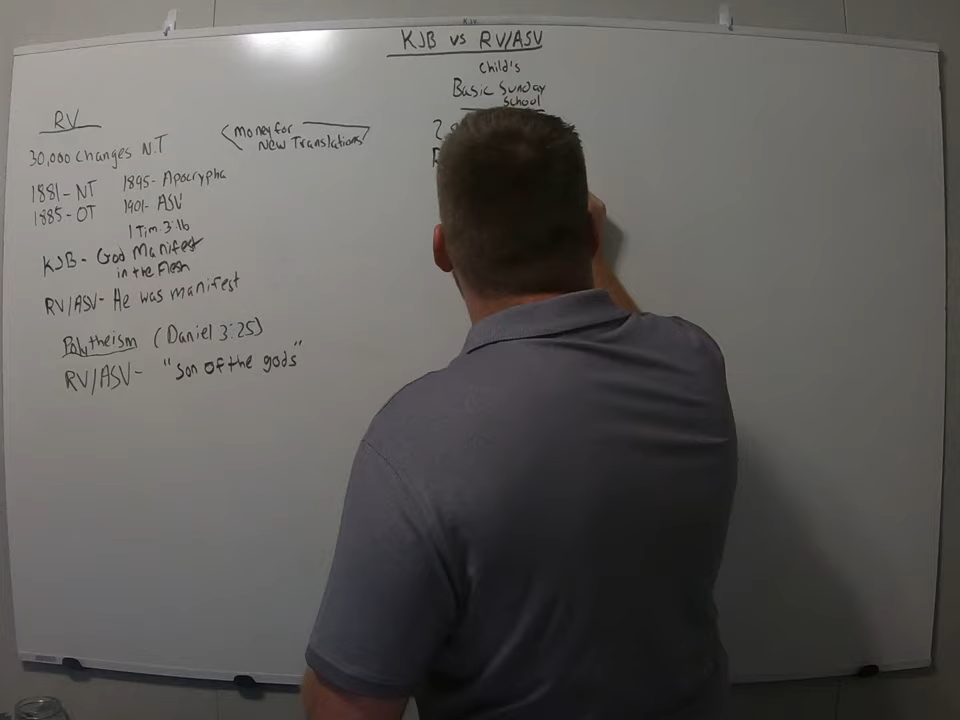 KJB vs RV/ASV
Child's
Basic Sunday
School
RV
30,000 changes N.T
<money for
New Translations
1881- NT 1895- Apocrypha
1885- OT 1901- ASV
1 Tim. 3:16
KJB- God Manifest
in the Flesh
RV/ASV- He was manifest
Polytheism (Daniel 3:25)
RV/ASV- "Son of the gods"